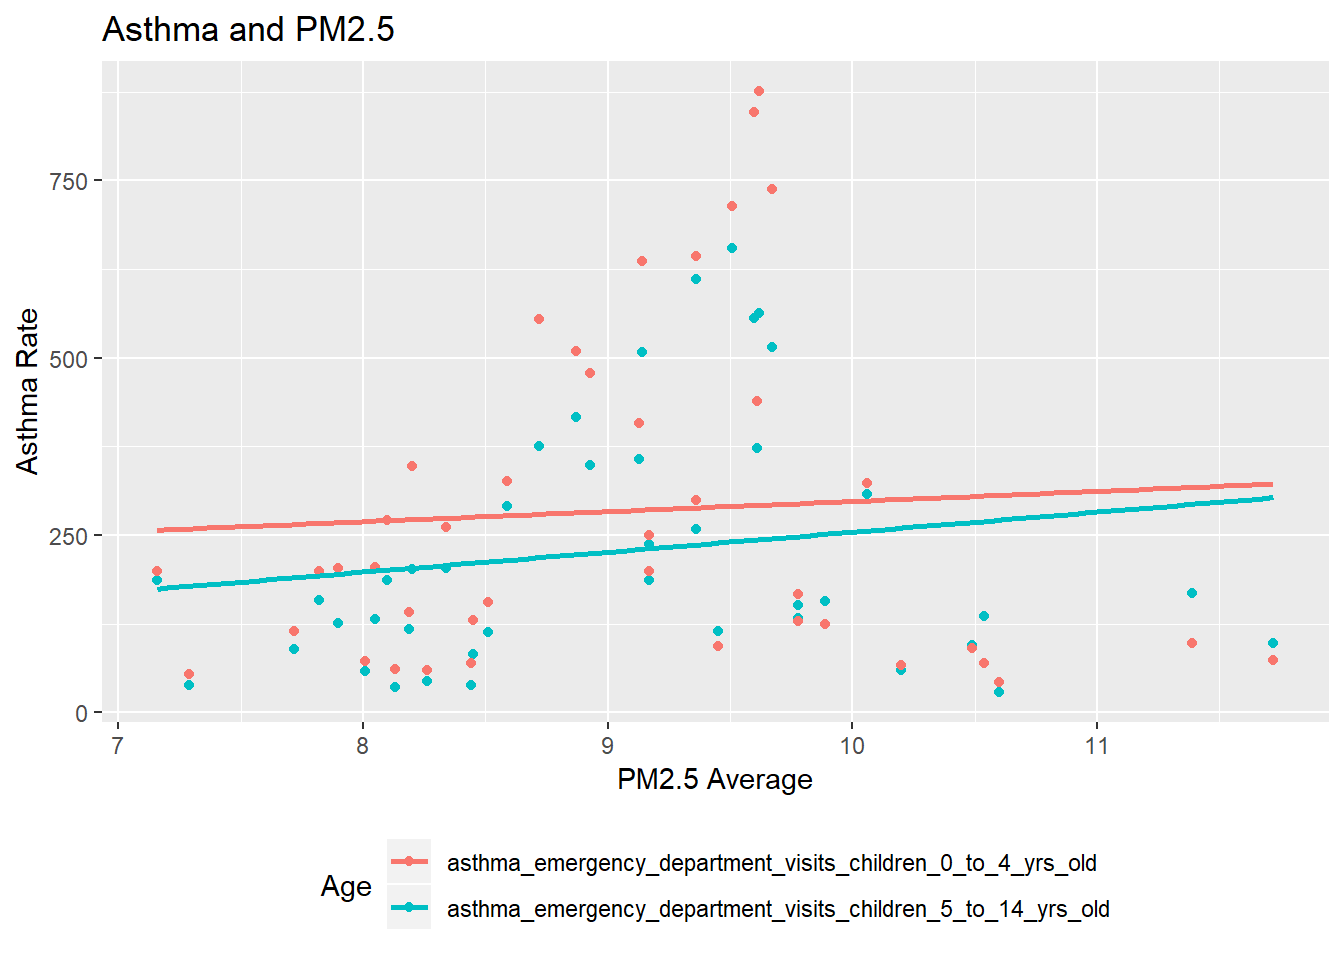 Asthma and PM2.5
Asthma Rate
750
500
250
0
7 8 9 10 11
PM2.5 Average
Age
asthma_emergency_department_visits_children_0_to_4_yrs_old
asthma_emergency_department_visits_children_5_to_14_yrs_old